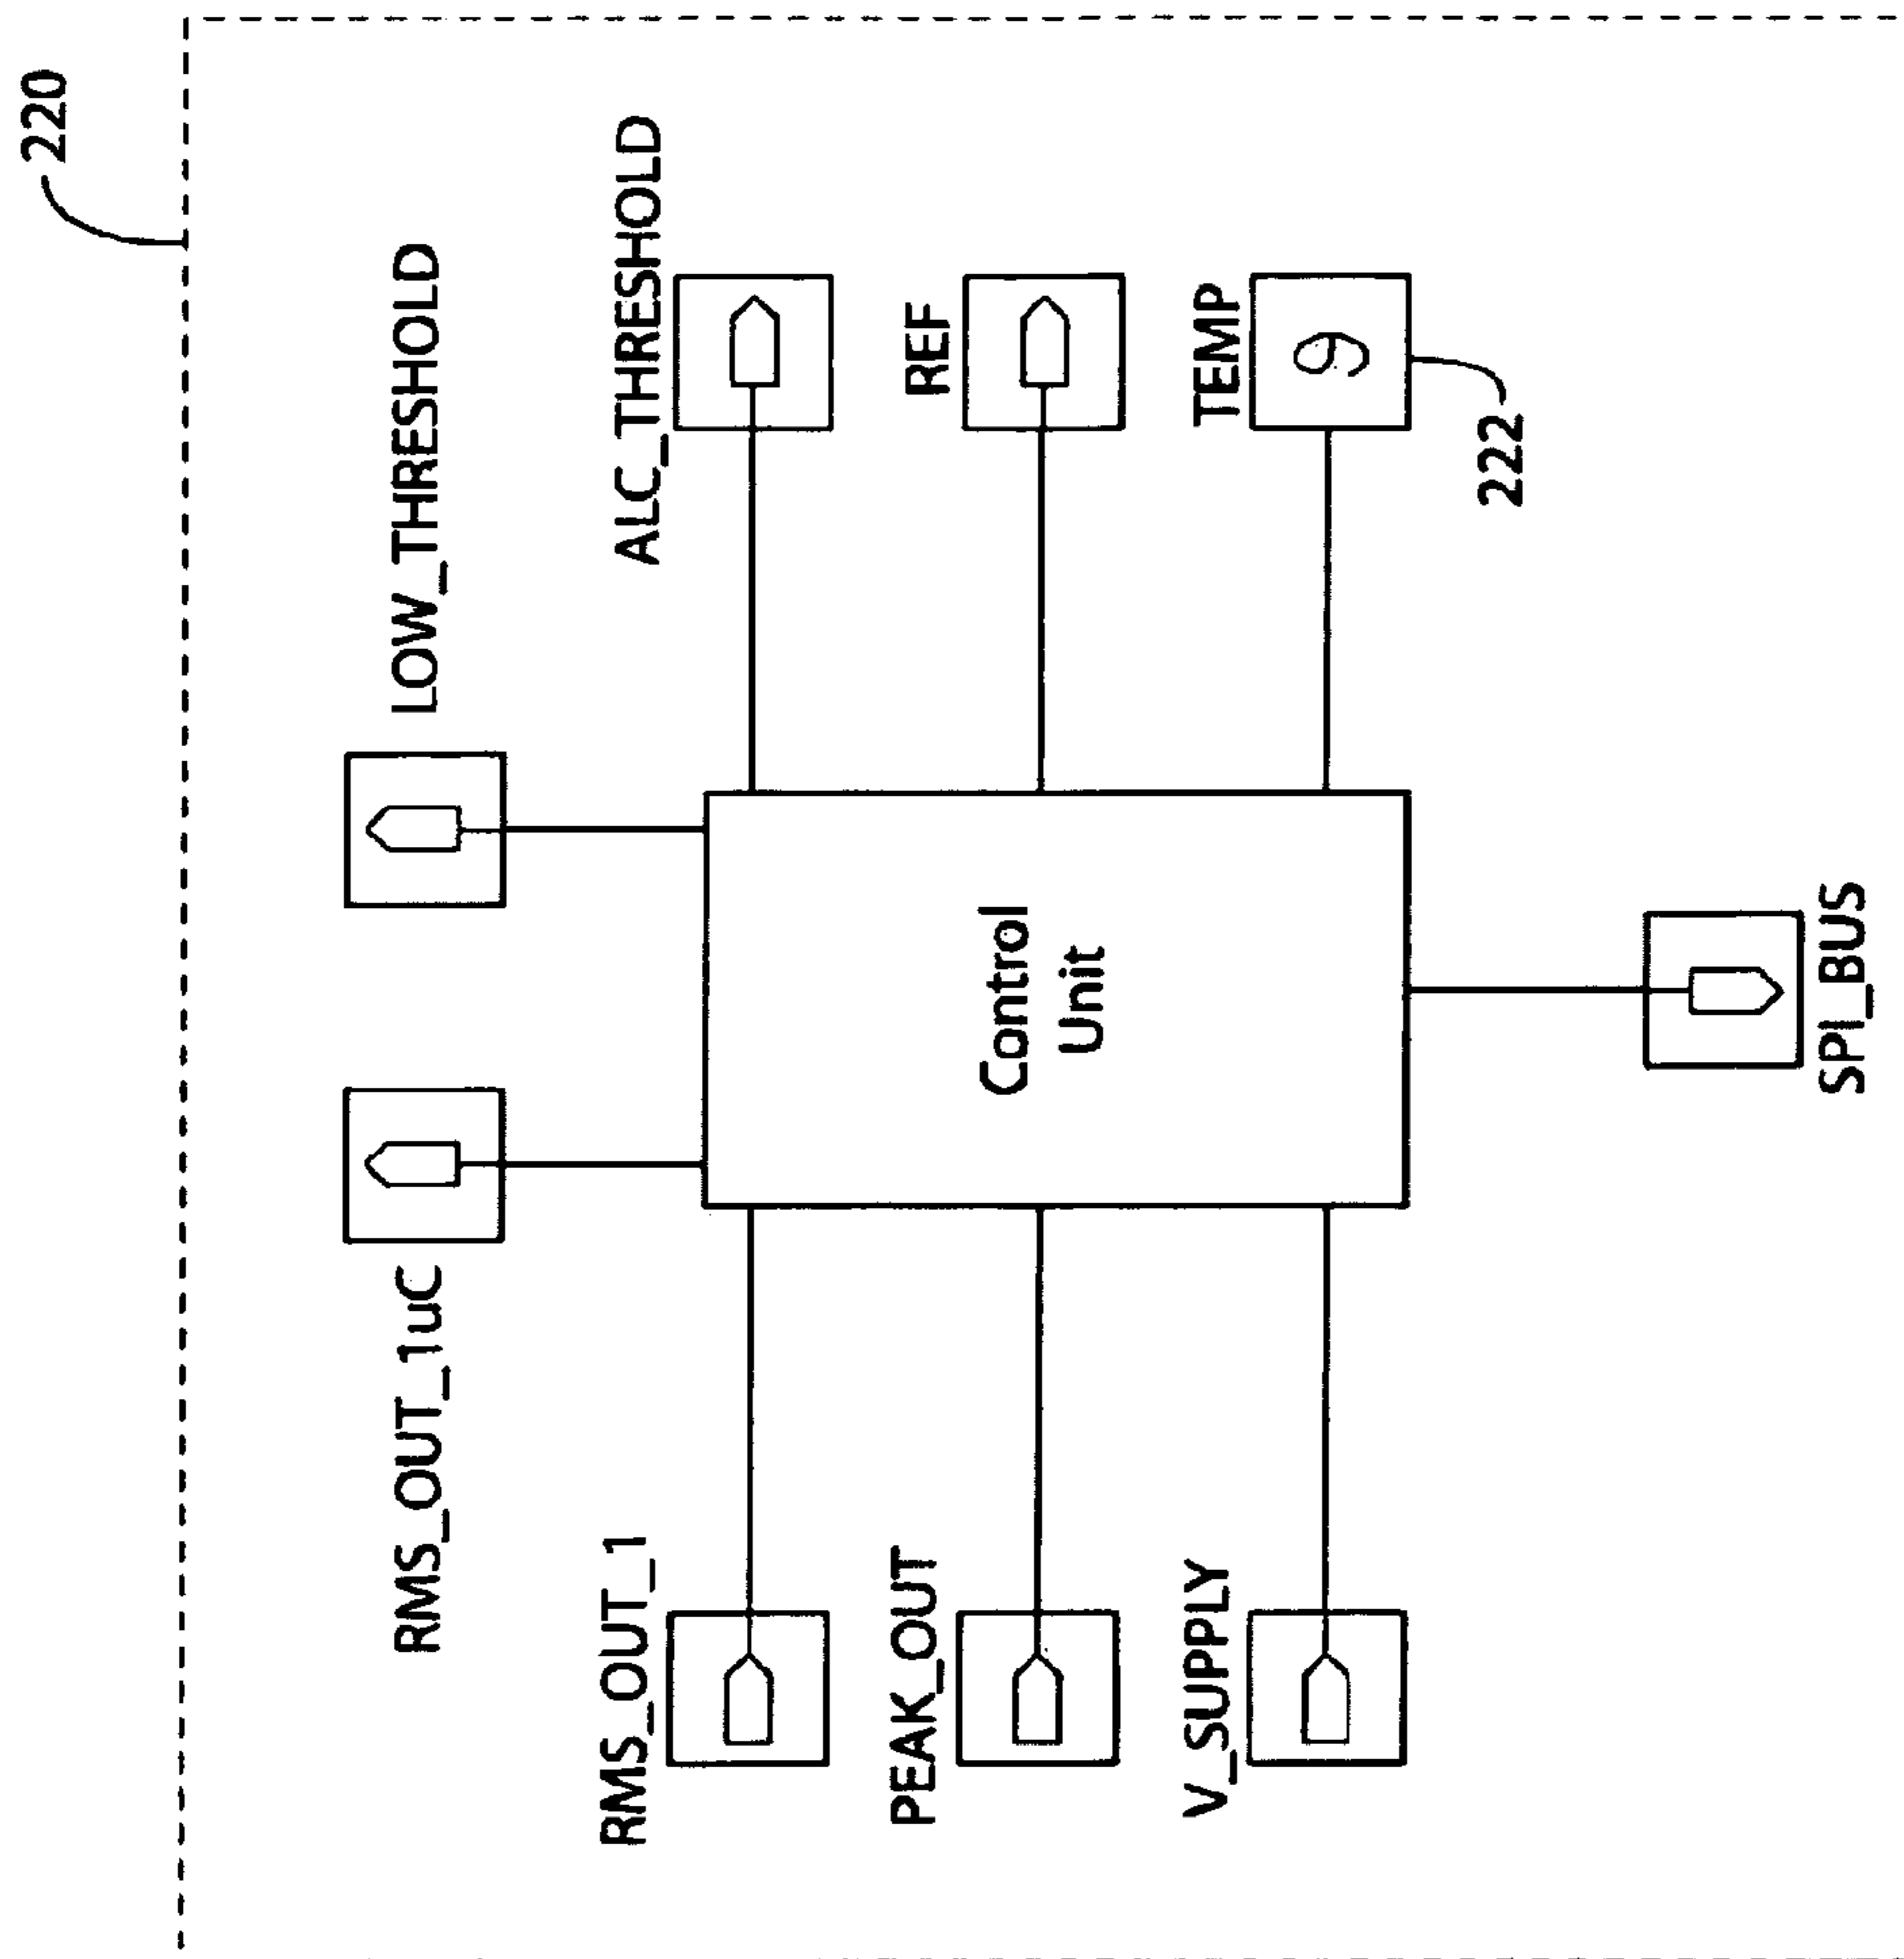 220
RMS_OUT_1uC
LOW_THRESHOLD
RMS_OUT_1
ALC_THRESHOLD
PEAK_OUT
REF
Control
Unit
V_SUPPLY
TEMP
ϑ
222
SPI_BUS